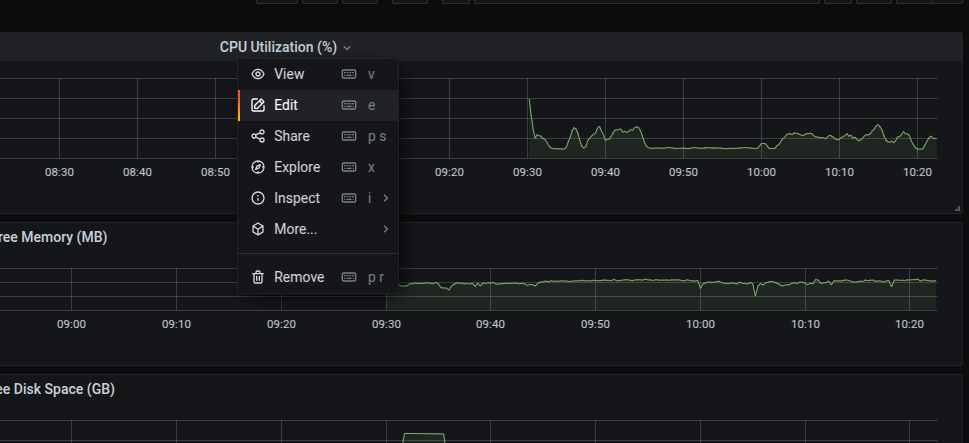 CPU Utilization (%)
View v
Edit e
Share p s
Explore x
Inspect i
More...
Remove p r
08:30 08:40 08:50 09:20 09:30 09:40 09:50 10:00 10:10 10:20
ree Memory (MB)
09:00 09:10 09:20 09:30 09:40 09:50 10:00 10:10 10:20
ee Disk Space (GB)